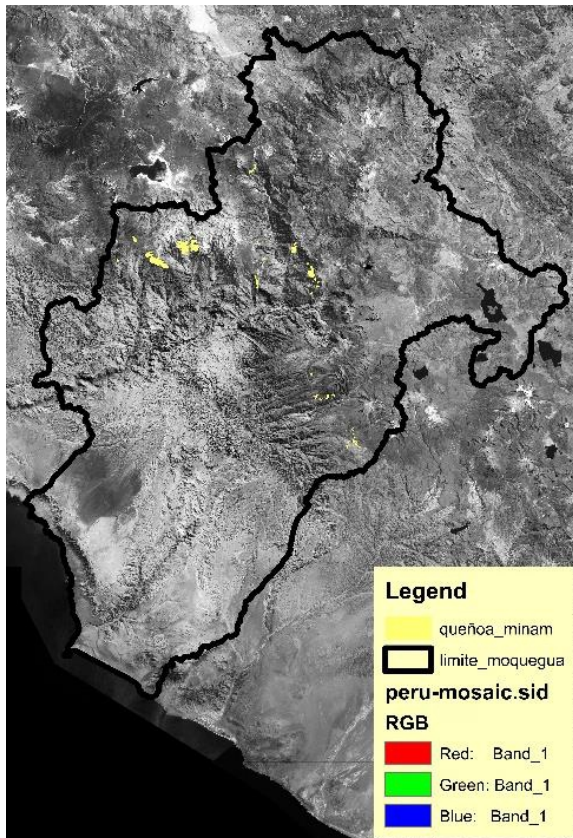 Legend
queñoa_minam
limite_moquegua
peru-mosaic.sid
RGB
Red: Band_1
Green: Band_1
Blue: Band_1